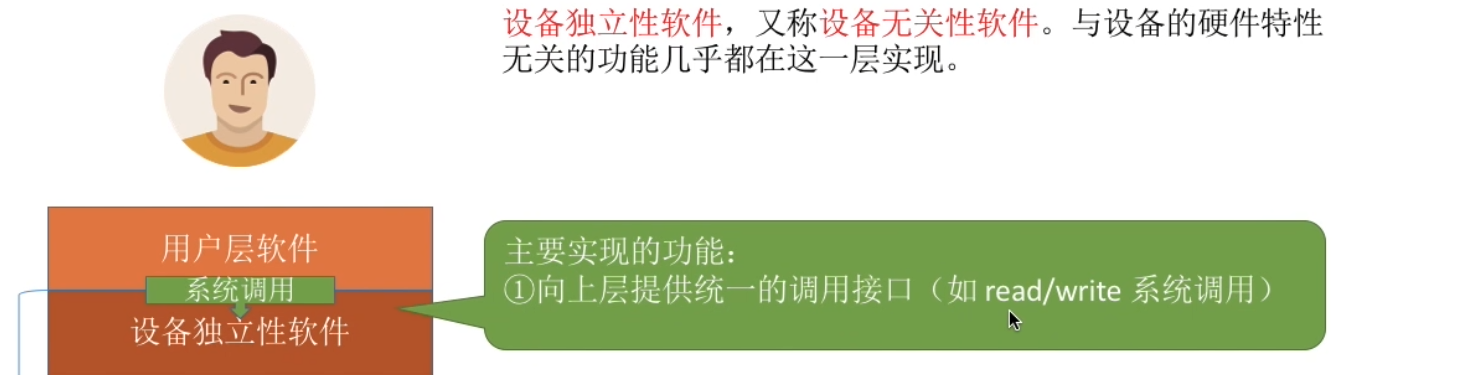 设备独立性软件，又称设备无关性软件。与设备的硬件特性
无关的功能几乎都在这一层实现。
用户层软件
系统调用
设备独立性软件
主要实现的功能：
①向上层提供统一的调用接口（如 read/write 系统调用）